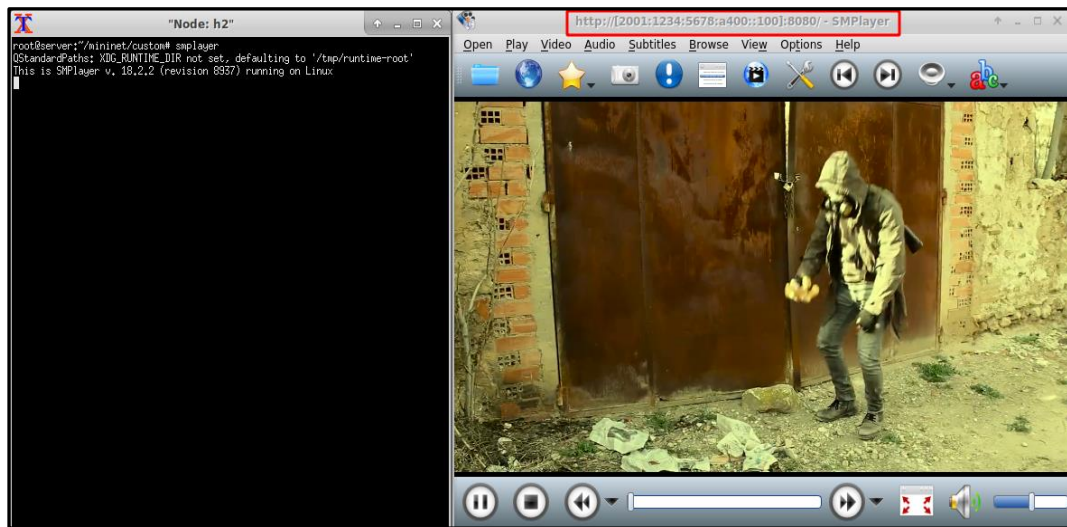 "Node: h2"
root@server:~/mininet/custom# smplayer
QStandardPaths: XDG_RUNTIME_DIR not set, defaulting to '/tmp/runtime-root'
This is SMPlayer v. 18.2.2 (revision 8937) running on Linux
http://[2001:1234:5678:a400::100]:8080/ - SMPlayer
Open Play Video Audio Subtitles Browse View Options Help
abc